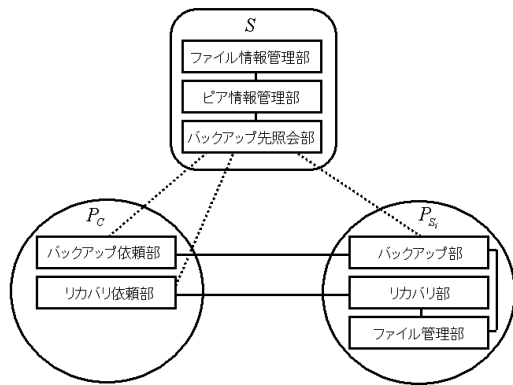 S
ファイル情報管理部
ピア情報管理部
バックアップ先照会部
P_C
バックアップ依頼部
リカバリ依頼部
P_{S_i}
バックアップ部
リカバリ部
ファイル管理部